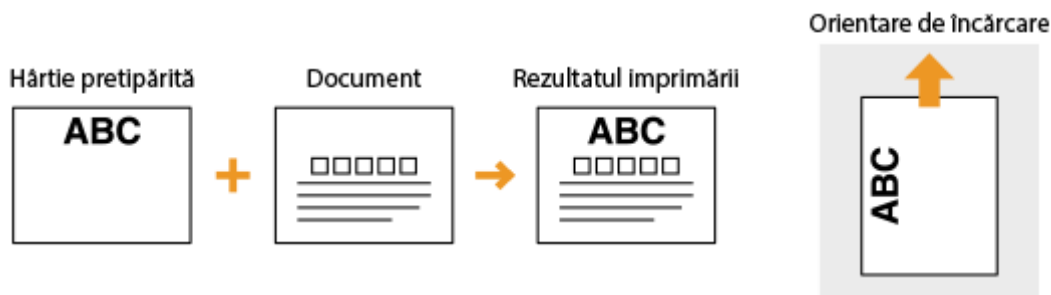 Orientare de încărcare
Hârtie pretipărită
Document
Rezultatul imprimării
ABC
ABC
ABC